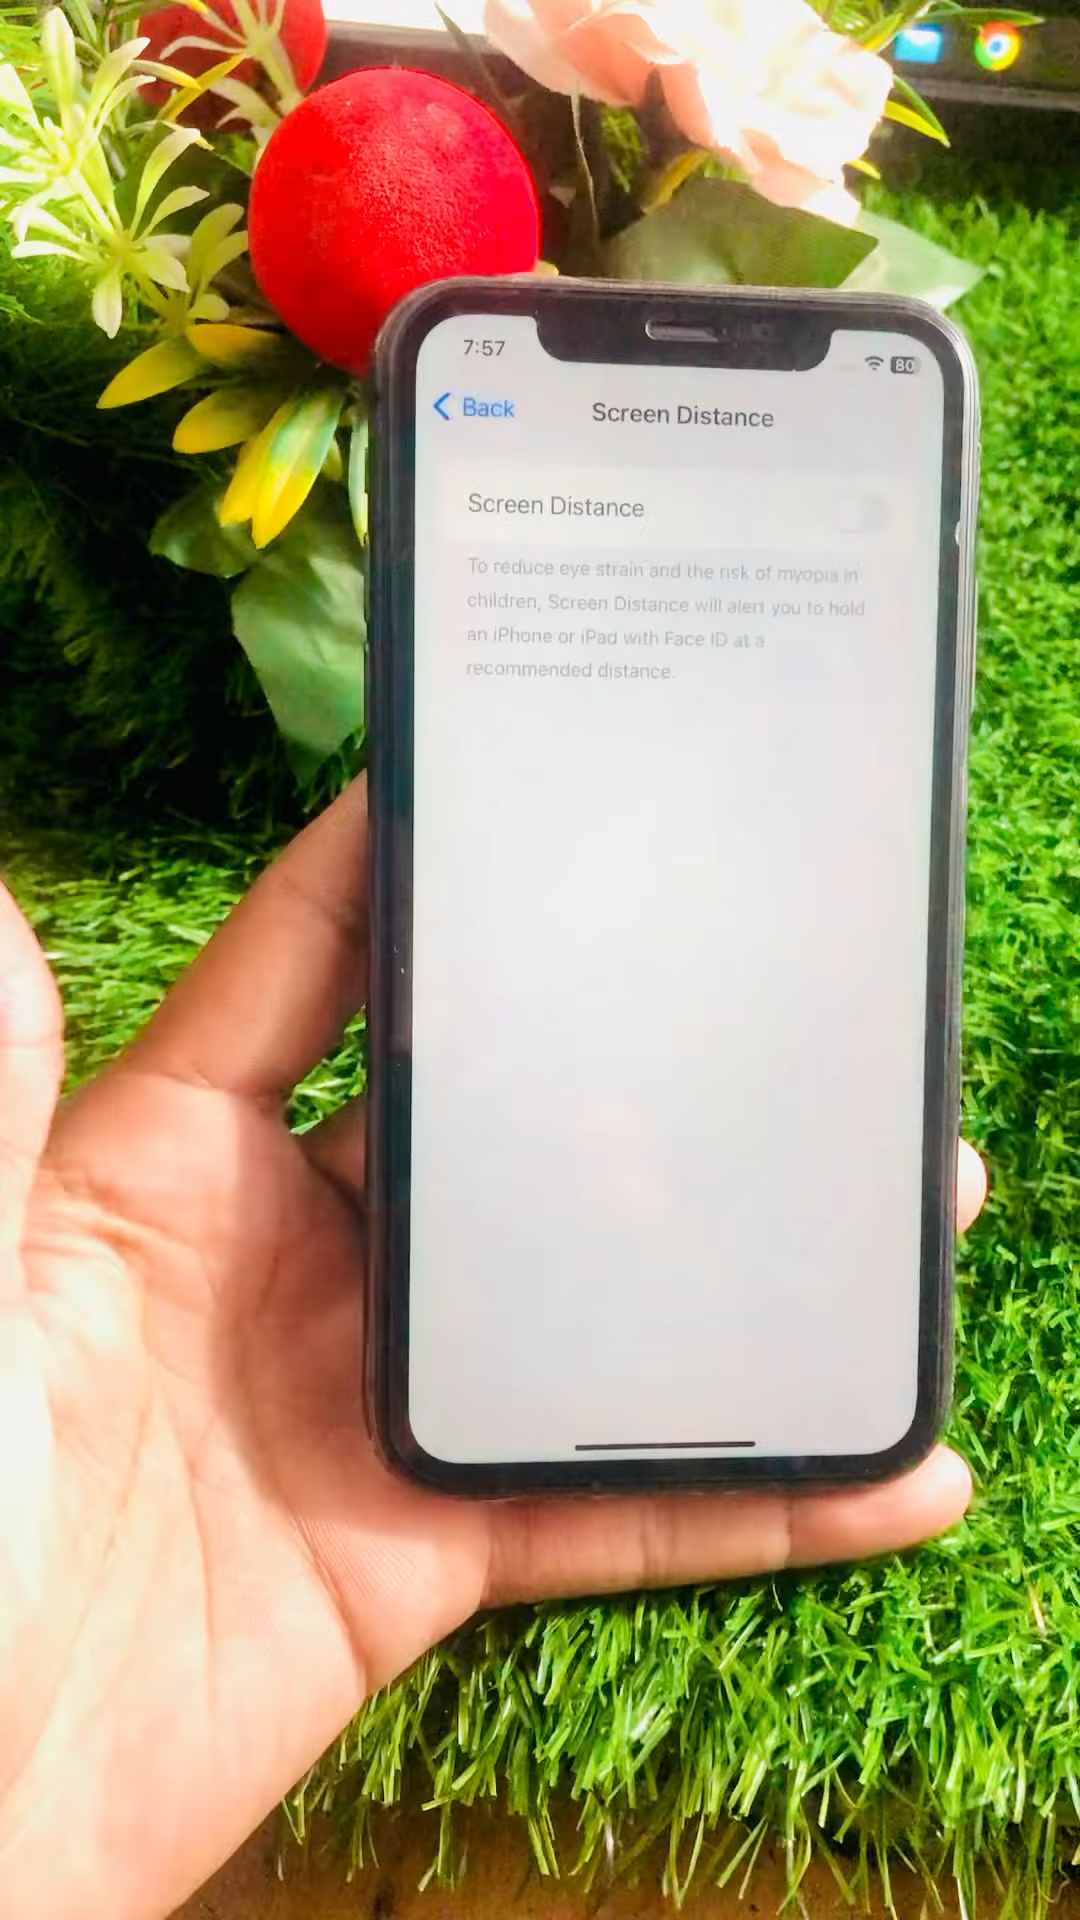 7:57
80
Back
Screen Distance
Screen Distance
To reduce eye strain and the risk of myopia in
children, Screen Distance will alert you to hold
an iPhone or iPad with Face ID at a
recommended distance.